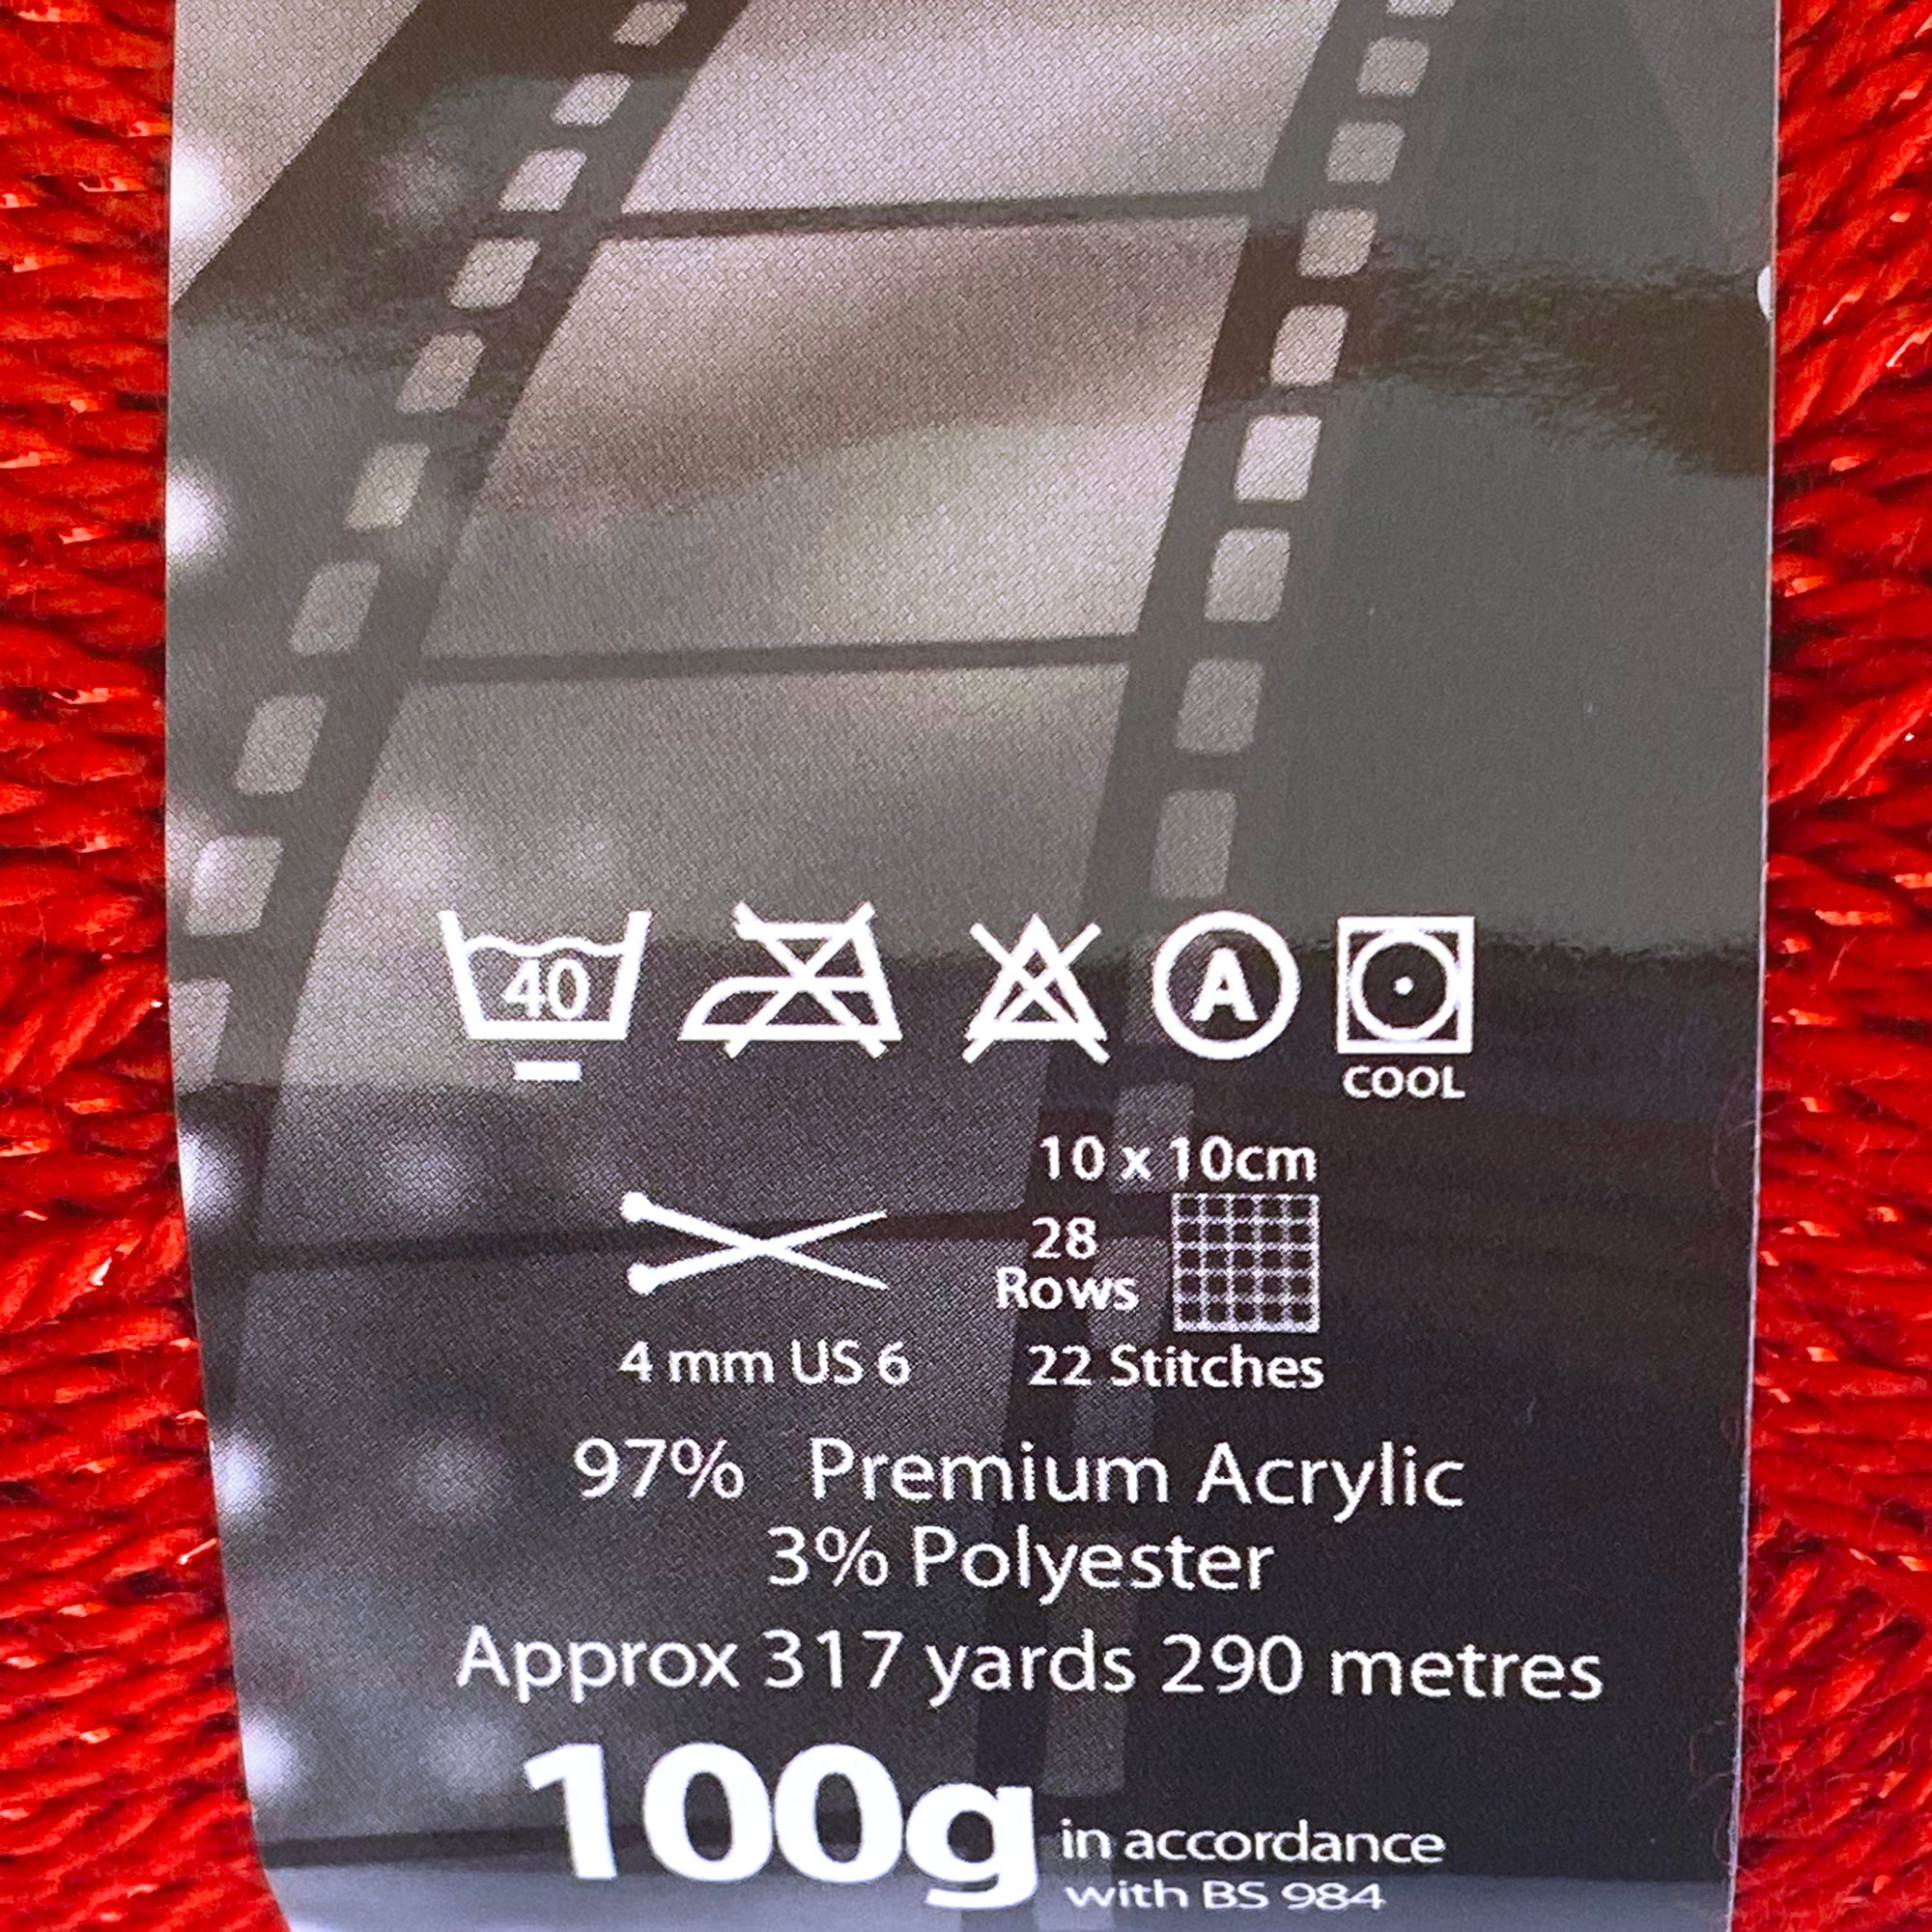 40 A
COOL
10 x 10cm
28
Rows
4 mm US 6 22 Stitches
97% Premium Acrylic
3% Polyester
Approx 317 yards 290 metres
100g in accordance
with BS 984